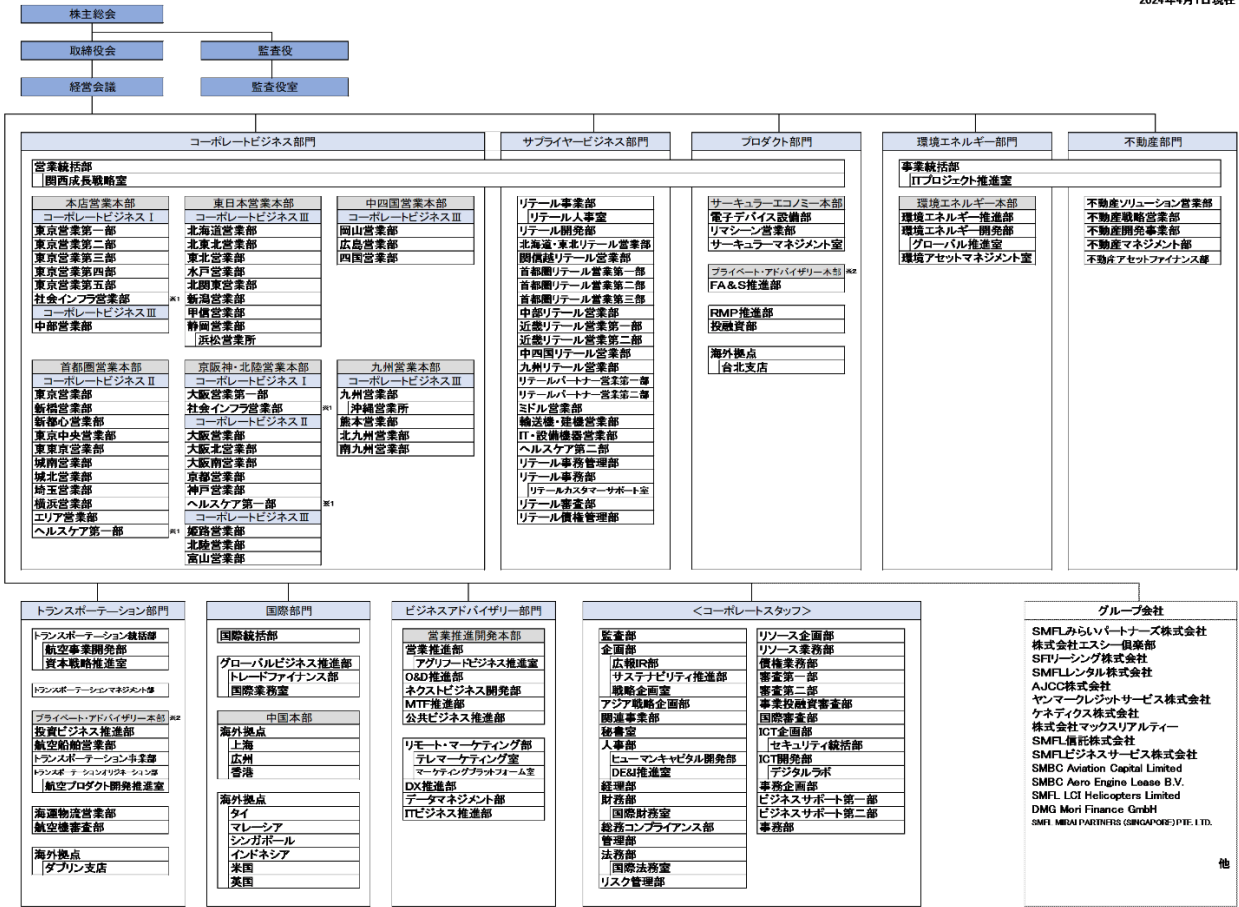 2024年4月1日現在
株主総会
取締役会
監査役
経営会議
監査役室
コーポレートビジネス部門
サプライヤービジネス部門
プロダクト部門
環境エネルギー部門
不動産部門
営業統括部
関西成長戦略室
事業統括部
ITプロジェクト推進室
本店営業本部
コーポレートビジネスⅠ
東京営業第一部
東京営業第二部
東京営業第三部
東京営業第四部
東京営業第五部
社会インフラ営業部 ※1
コーポレートビジネスⅢ
中部営業部
東日本営業本部
コーポレートビジネスⅢ
北海道営業部
北東北営業部
東北営業部
水戸営業部
北関東営業部
新潟営業部
甲信営業部
静岡営業部
浜松営業所
中四国営業本部
コーポレートビジネスⅢ
岡山営業部
広島営業部
四国営業部
首都圏営業本部
コーポレートビジネスⅡ
東京営業部
新橋営業部
新都心営業部
東京中央営業部
東東京営業部
城南営業部
城北営業部
埼玉営業部
横浜営業部
エリア営業部
ヘルスケア第一部 ※1
京阪神・北陸営業本部
コーポレートビジネスⅠ
大阪営業第一部
社会インフラ営業部 ※1
コーポレートビジネスⅡ
大阪営業部
大阪北営業部
大阪南営業部
京都営業部
神戸営業部
ヘルスケア第一部 ※1
コーポレートビジネスⅢ
姫路営業部
北陸営業部
富山営業部
九州営業本部
コーポレートビジネスⅢ
九州営業部
沖縄営業所
熊本営業部
北九州営業部
南九州営業部
リテール事業部
リテール人事室
リテール開発部
北海道・東北リテール営業部
関信越リテール営業部
首都圏リテール営業第一部
首都圏リテール営業第二部
首都圏リテール営業第三部
中部リテール営業部
近畿リテール営業第一部
近畿リテール営業第二部
中四国リテール営業部
九州リテール営業部
リテールパートナー営業第一部
リテールパートナー営業第二部
ミドル営業部
輸送機・建機営業部
IT・設備機器営業部
ヘルスケア第二部
リテール事務管理部
リテール事務部
リテールカスタマーサポート室
リテール審査部
リテール債権管理部
サーキュラーエコノミー本部
電子デバイス設備部
リマシーン営業部
サーキュラーマネジメント室
プライベート・アドバイザリー本部 ※2
FA&S推進部
RMP推進部
投融資部
海外拠点
台北支店
環境エネルギー本部
環境エネルギー推進部
環境エネルギー開発部
グローバル推進室
環境アセットマネジメント室
不動産ソリューション営業部
不動産戦略営業部
不動産開発事業部
不動産マネジメント部
不動産アセットファイナンス部
トランスポーテーション部門
国際部門
ビジネスアドバイザリー部門
＜コーポレートスタッフ＞
グループ会社
トランスポーテーション統括部
航空事業開発部
資本戦略推進室
トランスポーテーションマネジメント部
プライベート・アドバイザリー本部 ※2
投資ビジネス推進部
航空船舶営業部
トランスポーテーション事業部
トランスポーテーションオリジネーション部
航空プロダクト開発推進室
海運物流営業部
航空機審査部
海外拠点
ダブリン支店
国際統括部
グローバルビジネス推進部
トレードファイナンス部
国際業務室
中国本部
海外拠点
上海
広州
香港
海外拠点
タイ
マレーシア
シンガポール
インドネシア
米国
英国
営業推進開発本部
営業推進部
アグリフードビジネス推進室
O&D推進部
ネクストビジネス開発部
MTF推進部
公共ビジネス推進部
リモート・マーケティング部
テレマーケティング室
マーケティングプラットフォーム室
DX推進部
データマネジメント部
ITビジネス推進部
監査部
企画部
広報IR部
サステナビリティ推進部
戦略企画室
アジア戦略企画部
関連事業部
秘書室
人事部
ヒューマンキャピタル開発部
DE&I推進室
経理部
財務部
国際財務室
総務コンプライアンス部
管理部
法務部
国際法務室
リスク管理部
リソース企画部
リソース業務部
債権業務部
審査第一部
審査第二部
事業投融資審査部
国際審査部
ICT企画部
セキュリティ統括部
ICT開発部
デジタルラボ
事務企画部
ビジネスサポート第一部
ビジネスサポート第二部
事務部
SMFLみらいパートナーズ株式会社
株式会社エスシー倶楽部
SFIリーシング株式会社
SMFLレンタル株式会社
AJCC株式会社
ヤンマークレジットサービス株式会社
ケネディクス株式会社
株式会社マックスリアルティー
SMFL信託株式会社
SMFLビジネスサービス株式会社
SMBC Aviation Capital Limited
SMBC Aero Engine Lease B.V.
SMFL LCI Helicopters Limited
DMG Mori Finance GmbH
SMFL MIRAI PARTNERS (SINGAPORE) PTE. LTD.
他